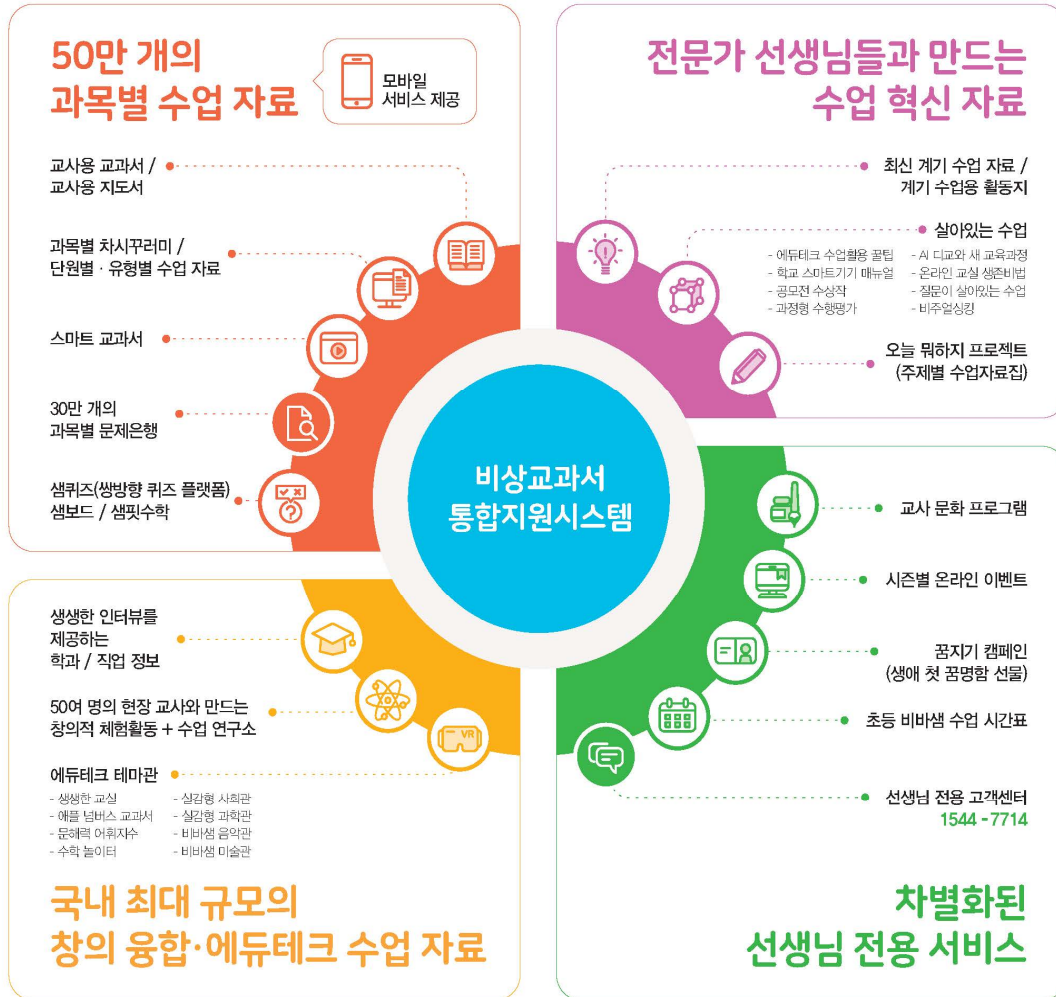 50만 개의
과목별 수업 자료
모바일
서비스 제공
교사용 교과서 /
교사용 지도서
과목별 차시꾸러미 /
단원별 · 유형별 수업 자료
스마트 교과서
30만 개의
과목별 문제은행
샘퀴즈(쌍방향 퀴즈 플랫폼)
샘보드 / 샘핏수학
전문가 선생님들과 만드는
수업 혁신 자료
최신 계기 수업 자료 /
계기 수업용 활동지
살아있는 수업
- 에듀테크 수업활용 꿀팁
- 학교 스마트기기 매뉴얼
- 공모전 수상작
- 과정형 수행평가
- AI 디교와 새 교육과정
- 온라인 교실 생존비법
- 질문이 살아있는 수업
- 비주얼싱킹
오늘 뭐하지 프로젝트
(주제별 수업자료집)
비상교과서
통합지원시스템
생생한 인터뷰를
제공하는
학과 / 직업 정보
50여 명의 현장 교사와 만드는
창의적 체험활동 + 수업 연구소
VR
에듀테크 테마관
- 생생한 교실
- 애플 넘버스 교과서
- 문해력 어휘자수
- 수학 놀이터
- 실감형 사회관
- 실감형 과학관
- 비바샘 음악관
- 비바샘 미술관
국내 최대 규모의
창의 융합·에듀테크 수업 자료
교사 문화 프로그램
시즌별 온라인 이벤트
꿈지기 캠페인
(생애 첫 꿈명함 선물)
초등 비바샘 수업 시간표
선생님 전용 고객센터
1544 - 7714
차별화된
선생님 전용 서비스